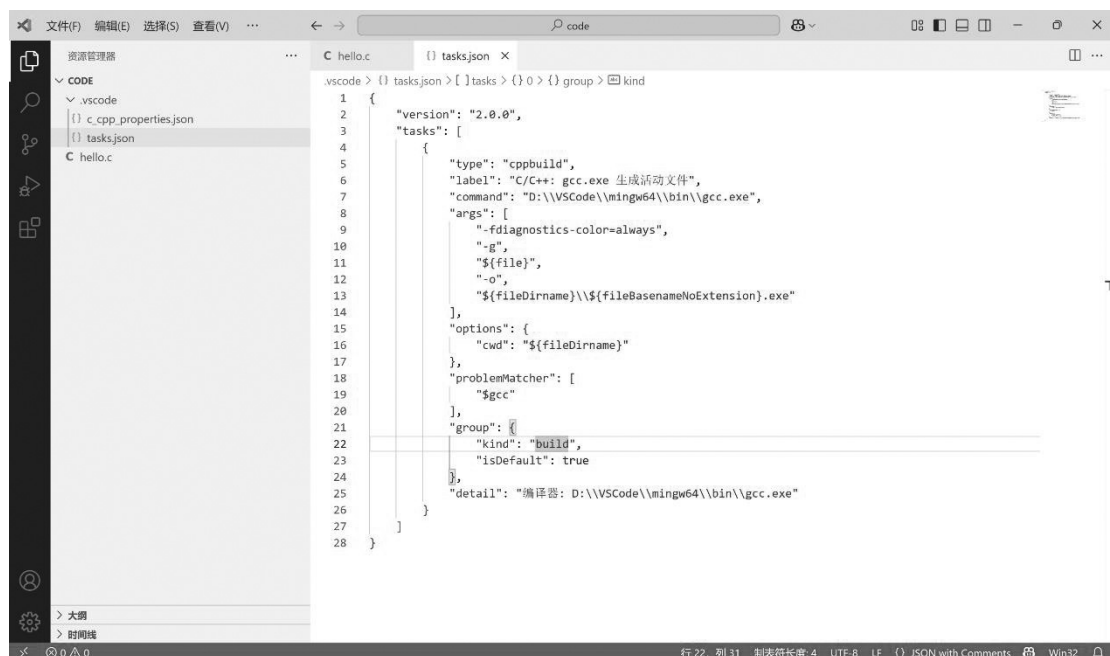 文件(F) 编辑(E) 选择(S) 查看(V) ··· ← → code
资源管理器 ···
CODE
.vscode
{} c_cpp_properties.json
{} tasks.json
C hello.c
C hello.c {} tasks.json ×
.vscode > {} tasks.json > [ ] tasks > {} 0 > {} group > kind
1 {
2 "version": "2.0.0",
3 "tasks": [
4 {
5 "type": "cppbuild",
6 "label": "C/C++: gcc.exe 生成活动文件",
7 "command": "D:\\VSCode\\mingw64\\bin\\gcc.exe",
8 "args": [
9 "-fdiagnostics-color=always",
10 "-g",
11 "${file}",
12 "-o",
13 "${fileDirname}\\${fileBasenameNoExtension}.exe"
14 ],
15 "options": {
16 "cwd": "${fileDirname}"
17 },
18 "problemMatcher": [
19 "$gcc"
20 ],
21 "group": {
22 "kind": "build",
23 "isDefault": true
24 },
25 "detail": "编译器: D:\\VSCode\\mingw64\\bin\\gcc.exe"
26 }
27 ]
28 }
大纲
时间线
0 0 行 22, 列 31 制表符长度: 4 UTF-8 LF {} JSON with Comments Win32